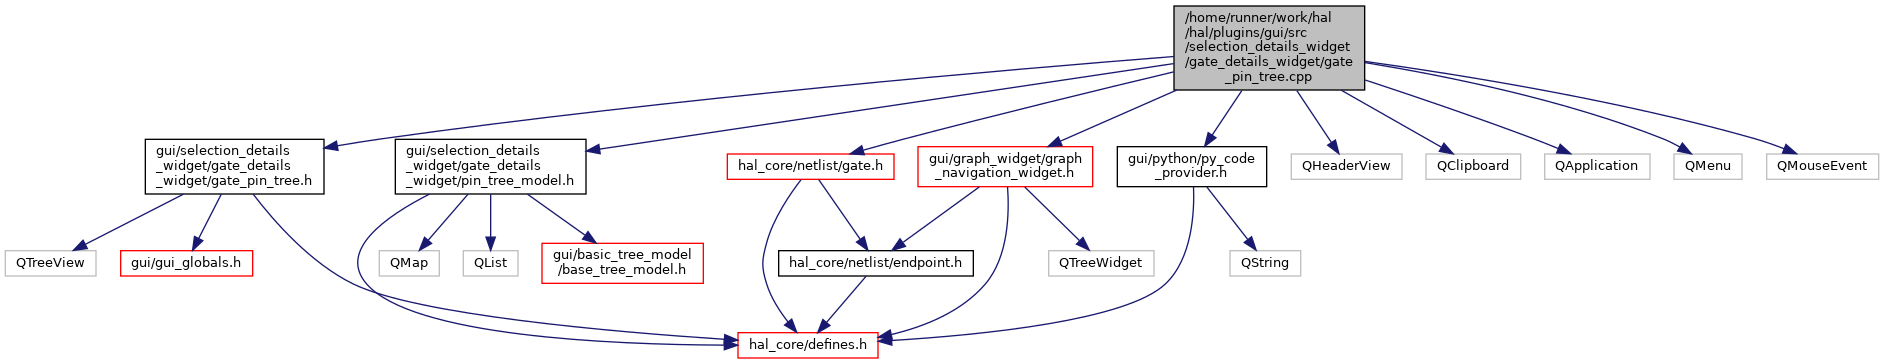 /home/runner/work/hal
/hal/plugins/gui/src
/selection_details_widget
/gate_details_widget/gate
_pin_tree.cpp
gui/selection_details
_widget/gate_details
_widget/gate_pin_tree.h
gui/selection_details
_widget/gate_details
_widget/pin_tree_model.h
hal_core/netlist/gate.h
gui/graph_widget/graph
_navigation_widget.h
gui/python/py_code
_provider.h
QHeaderView
QClipboard
QApplication
QMenu
QMouseEvent
QTreeView
gui/gui_globals.h
QMap
QList
gui/basic_tree_model
/base_tree_model.h
hal_core/netlist/endpoint.h
QTreeWidget
QString
hal_core/defines.h